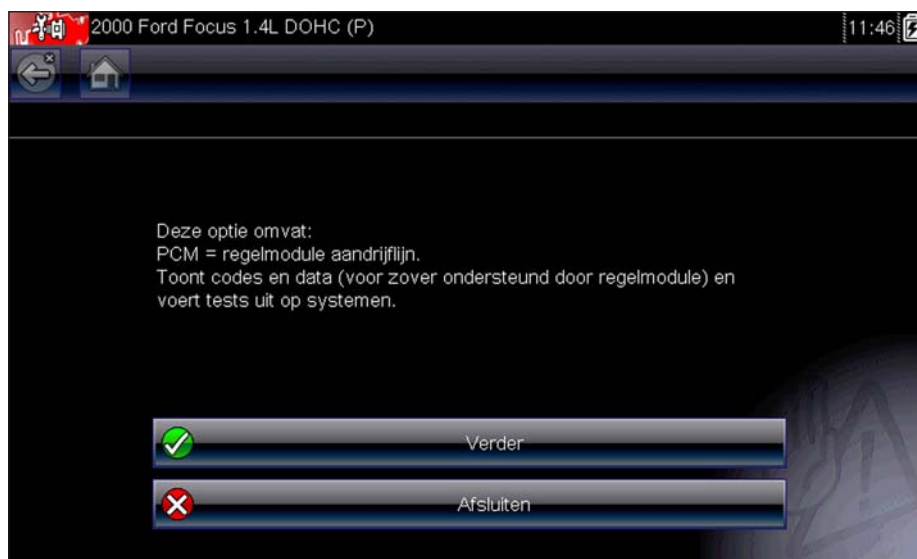 2000 Ford Focus 1.4L DOHC (P)
11:46
Deze optie omvat:
PCM = regelmodule aandrijflijn.
Toont codes en data (voor zover ondersteund door regelmodule) en
voert tests uit op systemen.
Verder
Afsluiten